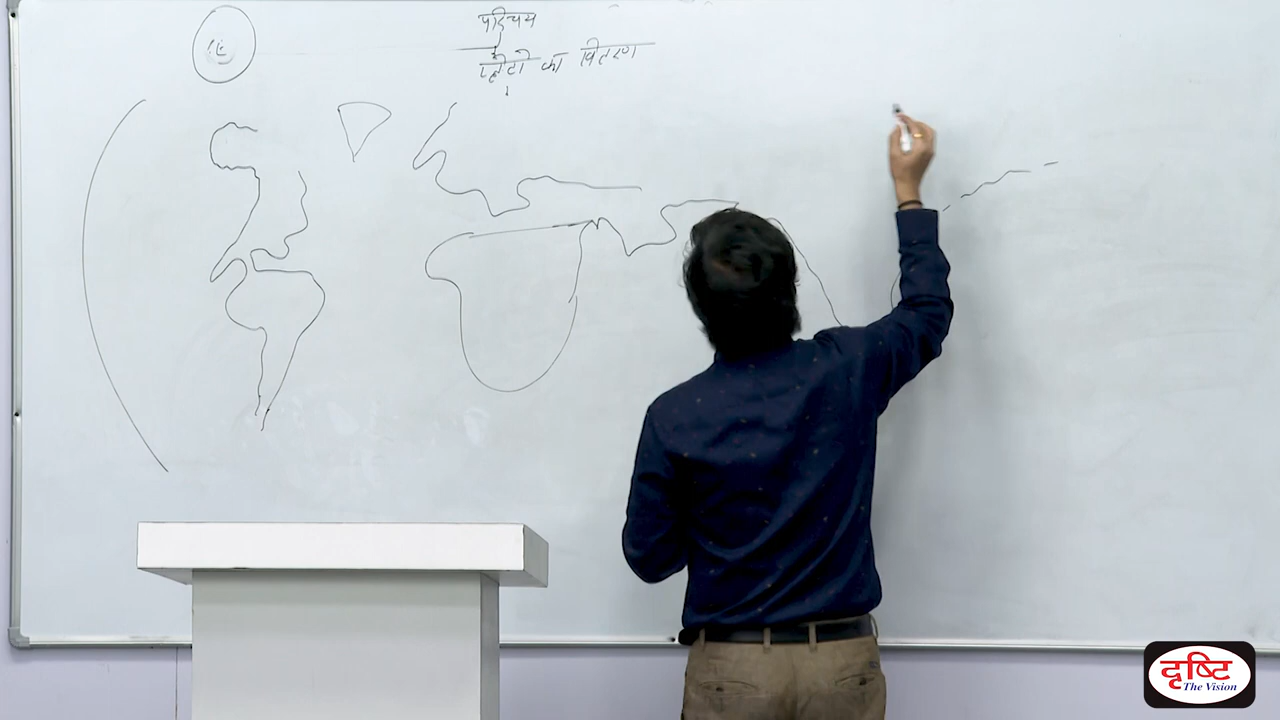 परिचय
प्लेटो का वितरण
दृष्टि
The Vision